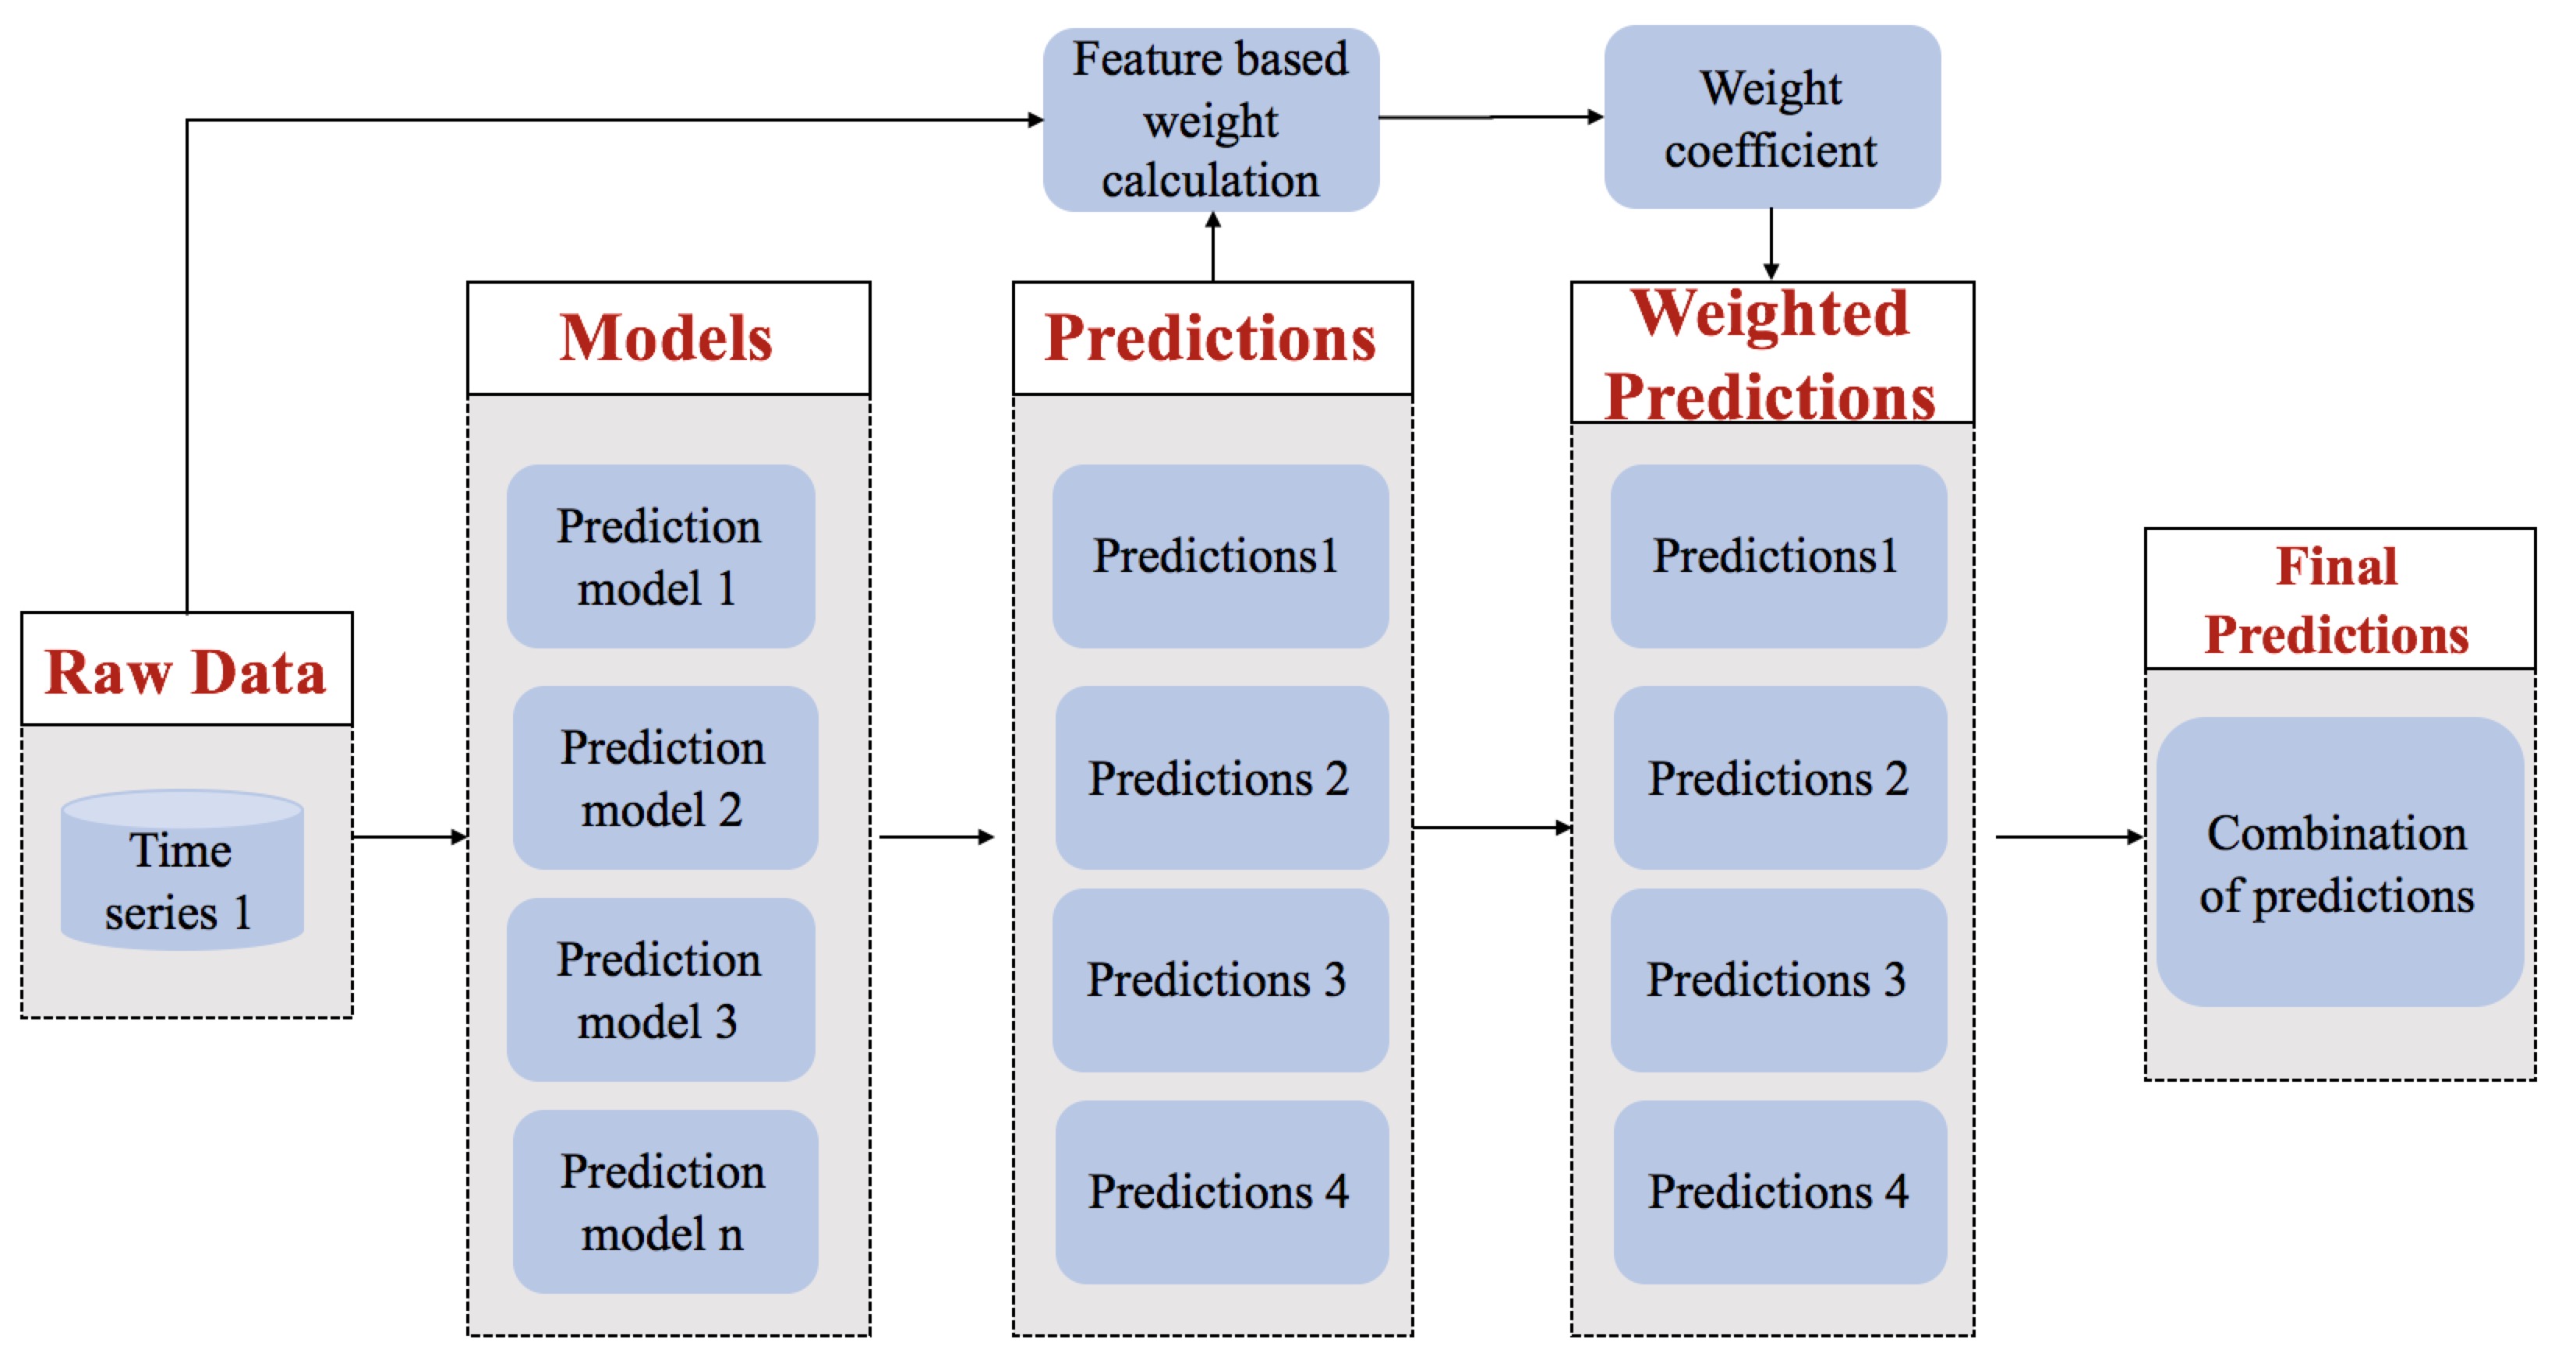 Feature based
weight
calculation
Weight
coefficient
Raw Data
Time
series 1
Models
Prediction
model 1
Prediction
model 2
Prediction
model 3
Prediction
model n
Predictions
Predictions1
Predictions 2
Predictions 3
Predictions 4
Weighted
Predictions
Predictions1
Predictions 2
Predictions 3
Predictions 4
Final
Predictions
Combination
of predictions